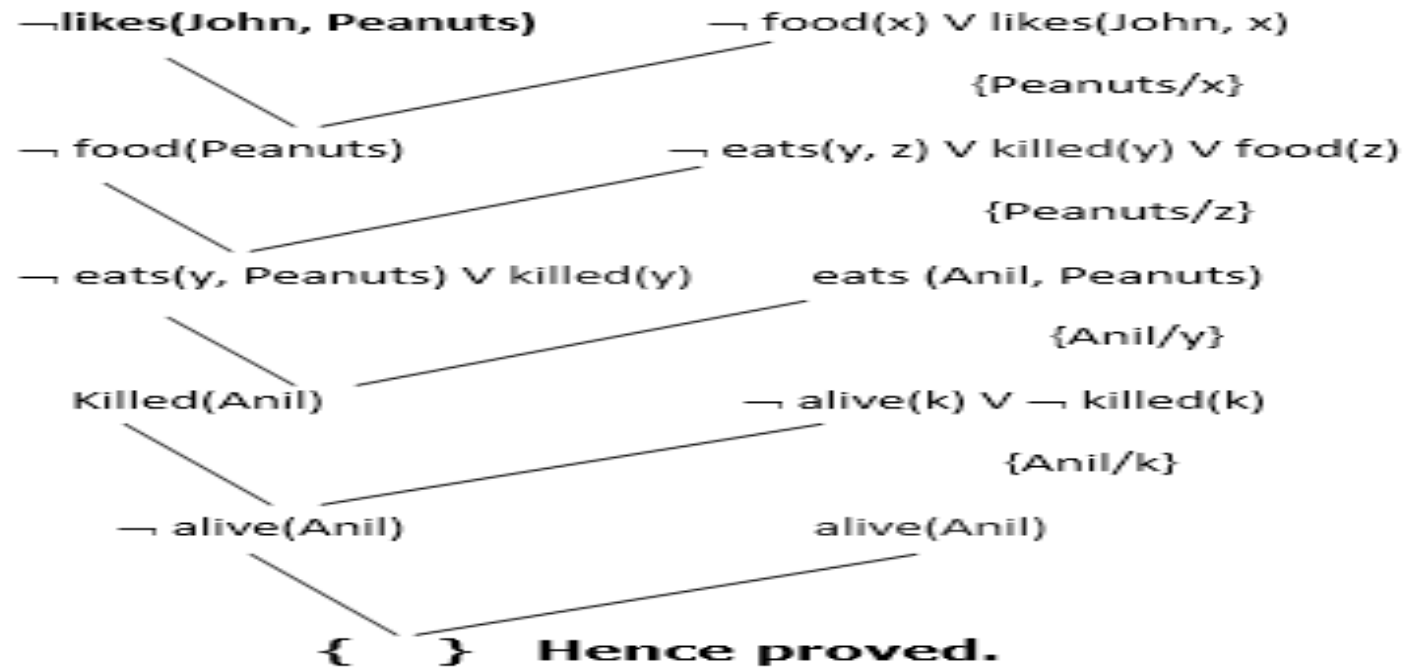 ¬likes(John, Peanuts) ¬ food(x) V likes(John, x)
{Peanuts/x}
¬ food(Peanuts) ¬ eats(y, z) V killed(y) V food(z)
{Peanuts/z}
¬ eats(y, Peanuts) V killed(y) eats (Anil, Peanuts)
{Anil/y}
Killed(Anil) ¬ alive(k) V ¬ killed(k)
{Anil/k}
¬ alive(Anil) alive(Anil)
{ } Hence proved.